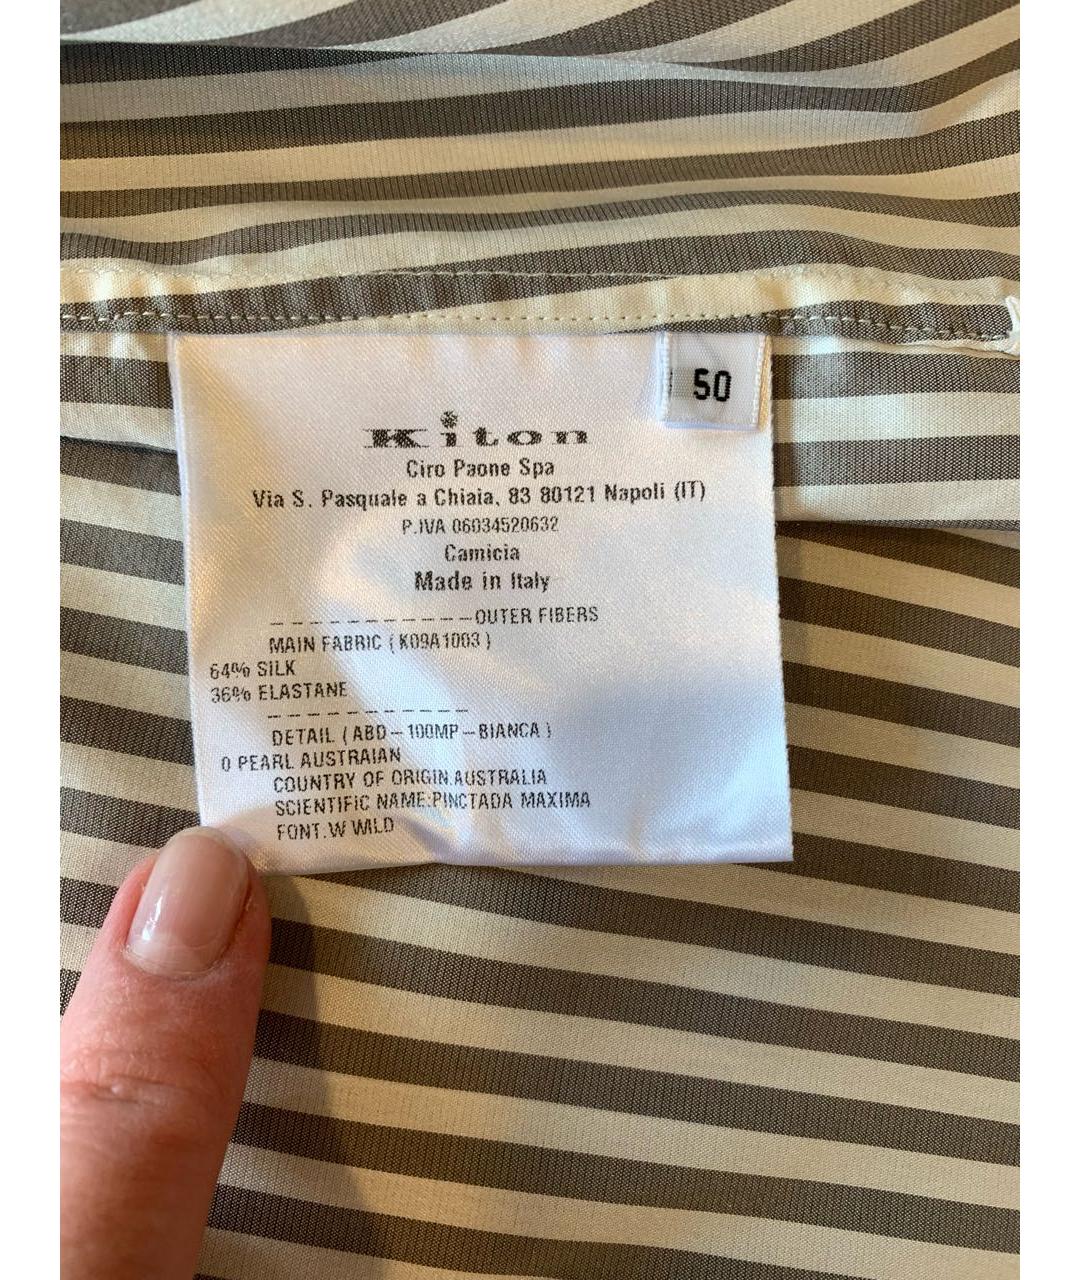 50
Kiton
Ciro Paone Spa
Via S. Pasquale a Chiaia, 83 80121 Napoli (IT)
P.IVA 06034520632
Camicia
Made in Italy
-----------OUTER FIBERS
MAIN FABRIC (K09A1003)
64% SILK
36% ELASTANE
-----------
DETAIL (ABD-100MP-BIANCA)
0 PEARL AUSTRAIAN
COUNTRY OF ORIGIN.AUSTRALIA
SCIENTIFIC NAME:PINCTADA MAXIMA
FONT.W WILD